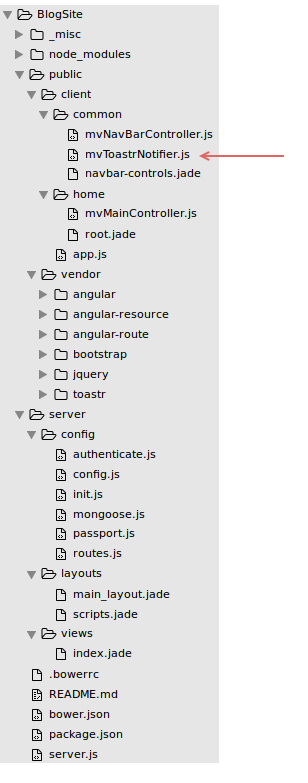 BlogSite
_misc
node_modules
public
client
common
mvNavBarController.js
mvToastrNotifier.js
navbar-controls.jade
home
mvMainController.js
root.jade
app.js
vendor
angular
angular-resource
angular-route
bootstrap
jquery
toastr
server
config
authenticate.js
config.js
init.js
mongoose.js
passport.js
routes.js
layouts
main_layout.jade
scripts.jade
views
index.jade
.bowerrc
README.md
bower.json
package.json
server.js